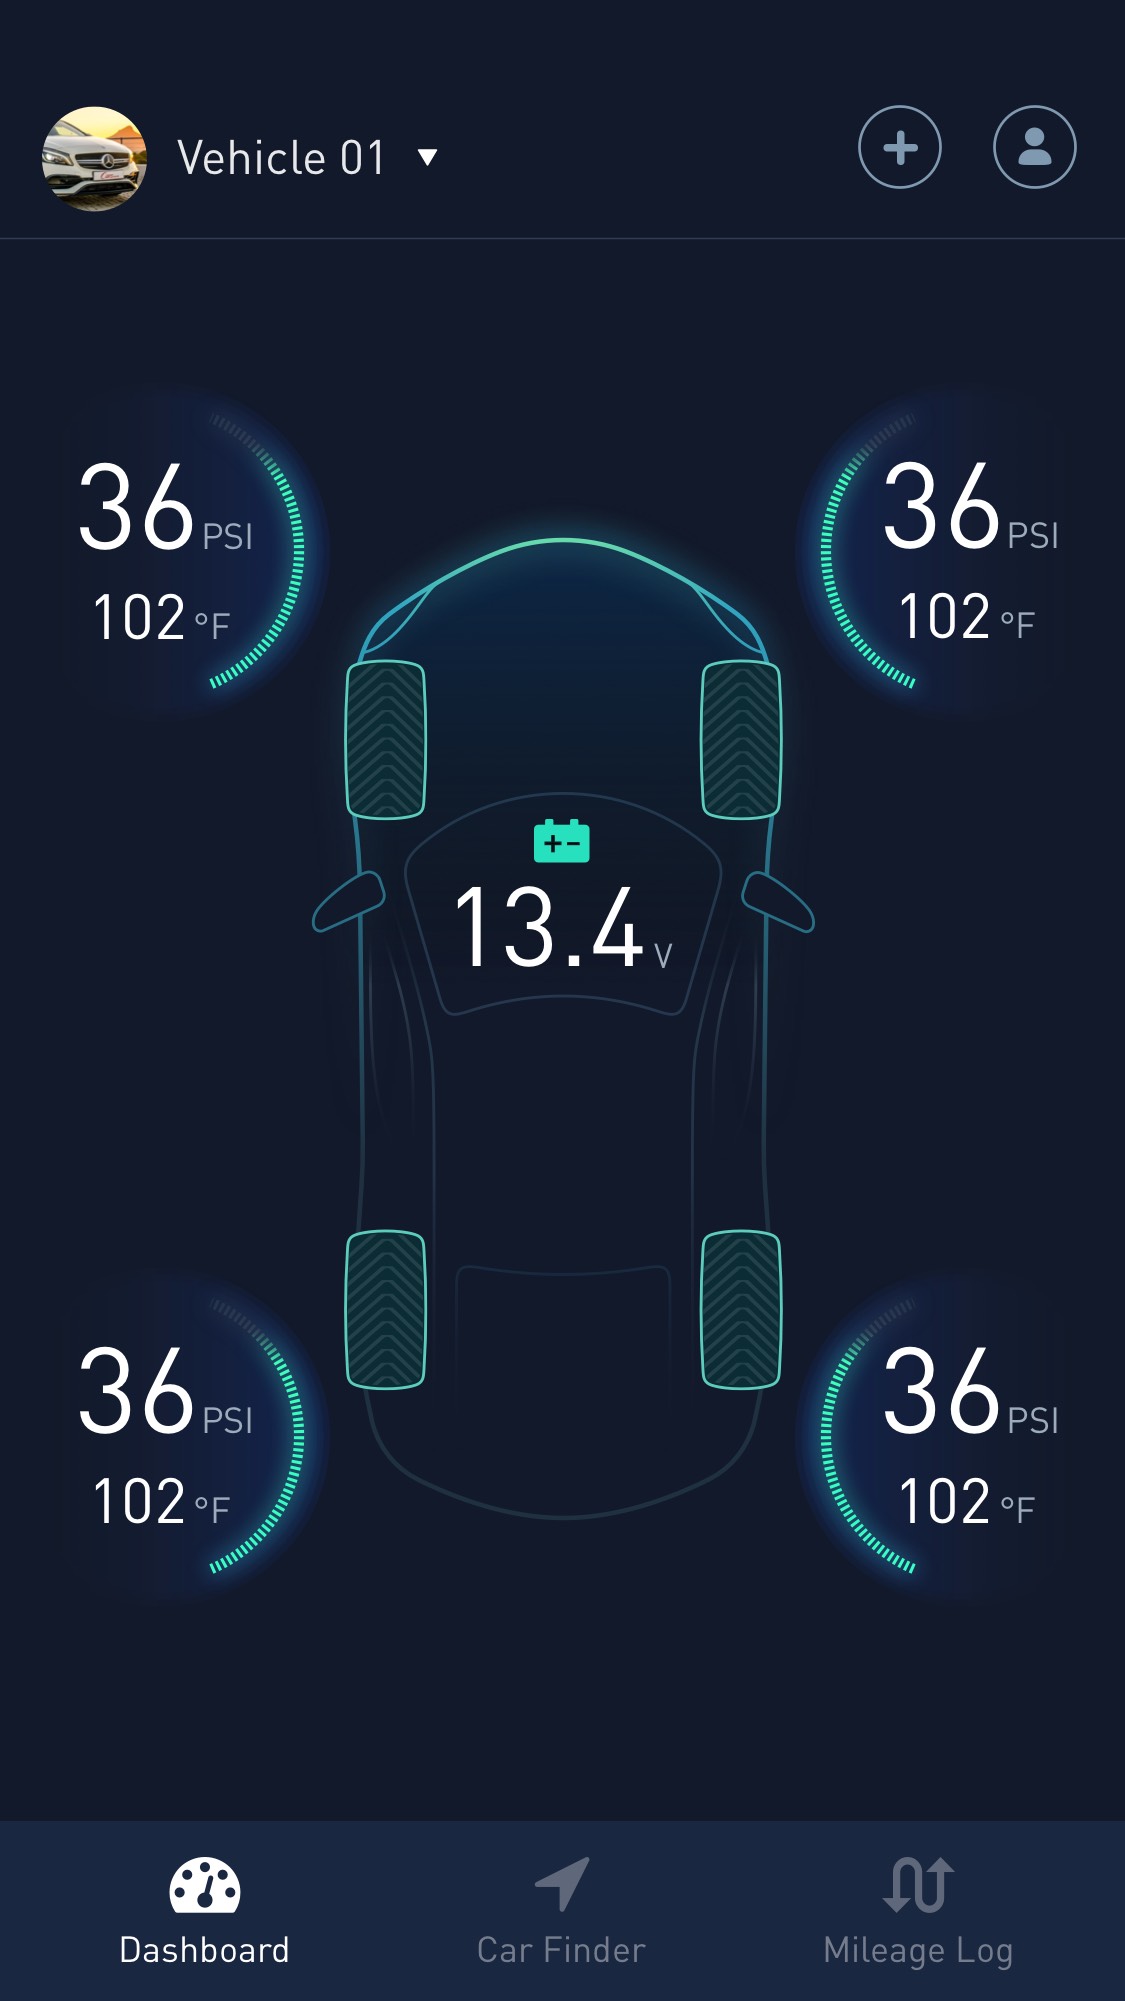 Vehicle 01
36 PSI
102 °F
36 PSI
102 °F
13.4 V
36 PSI
102 °F
36 PSI
102 °F
Dashboard
Car Finder
Mileage Log